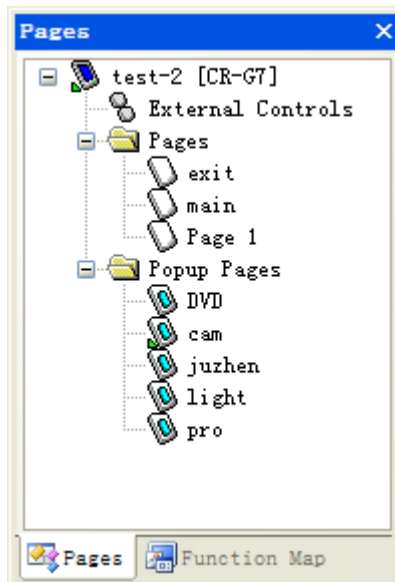 Pages
test-2 [CR-G7]
External Controls
Pages
exit
main
Page 1
Popup Pages
DVD
cam
juzhen
light
pro
Pages Function Map